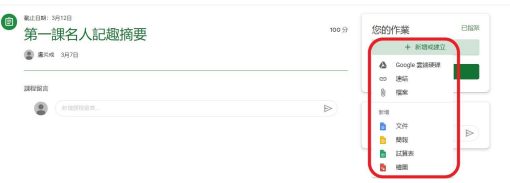 截止日期: 3月12日
第一課名人記趣摘要
100 分
盧共成 3月7日
課程留言
新增課程留言...
您的作業
已指派
+ 新增或建立
Google 雲端硬碟
連結
檔案
新增
文件
簡報
試算表
繪圖